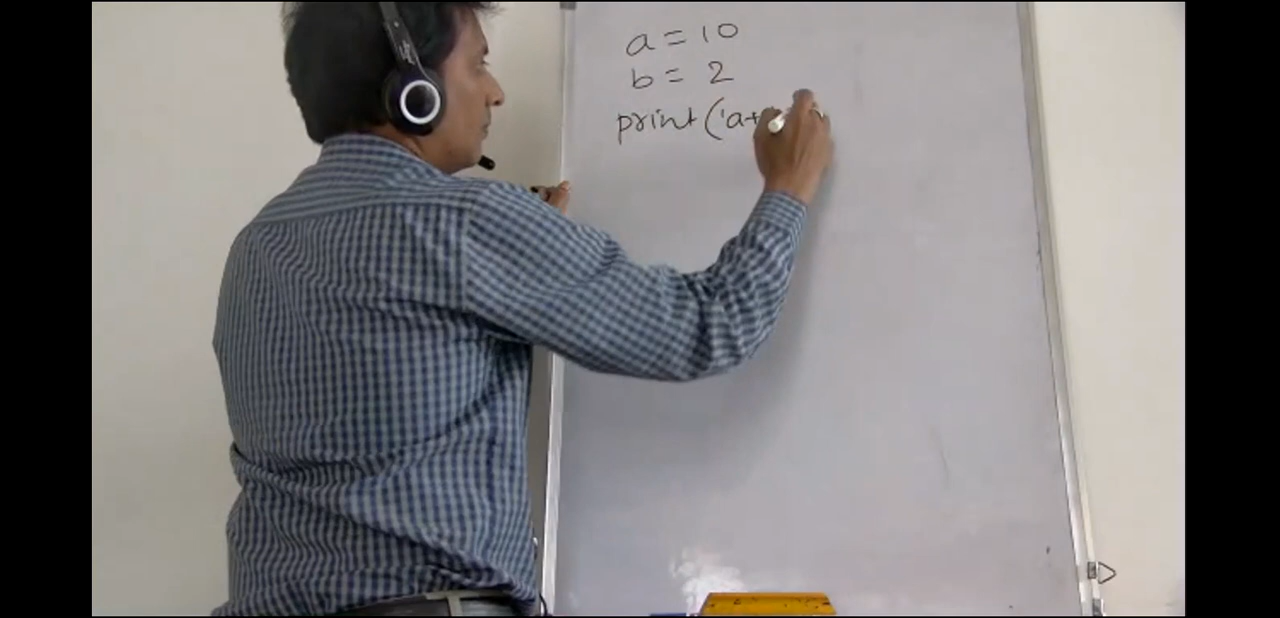 a = 10
b = 2
print('a+